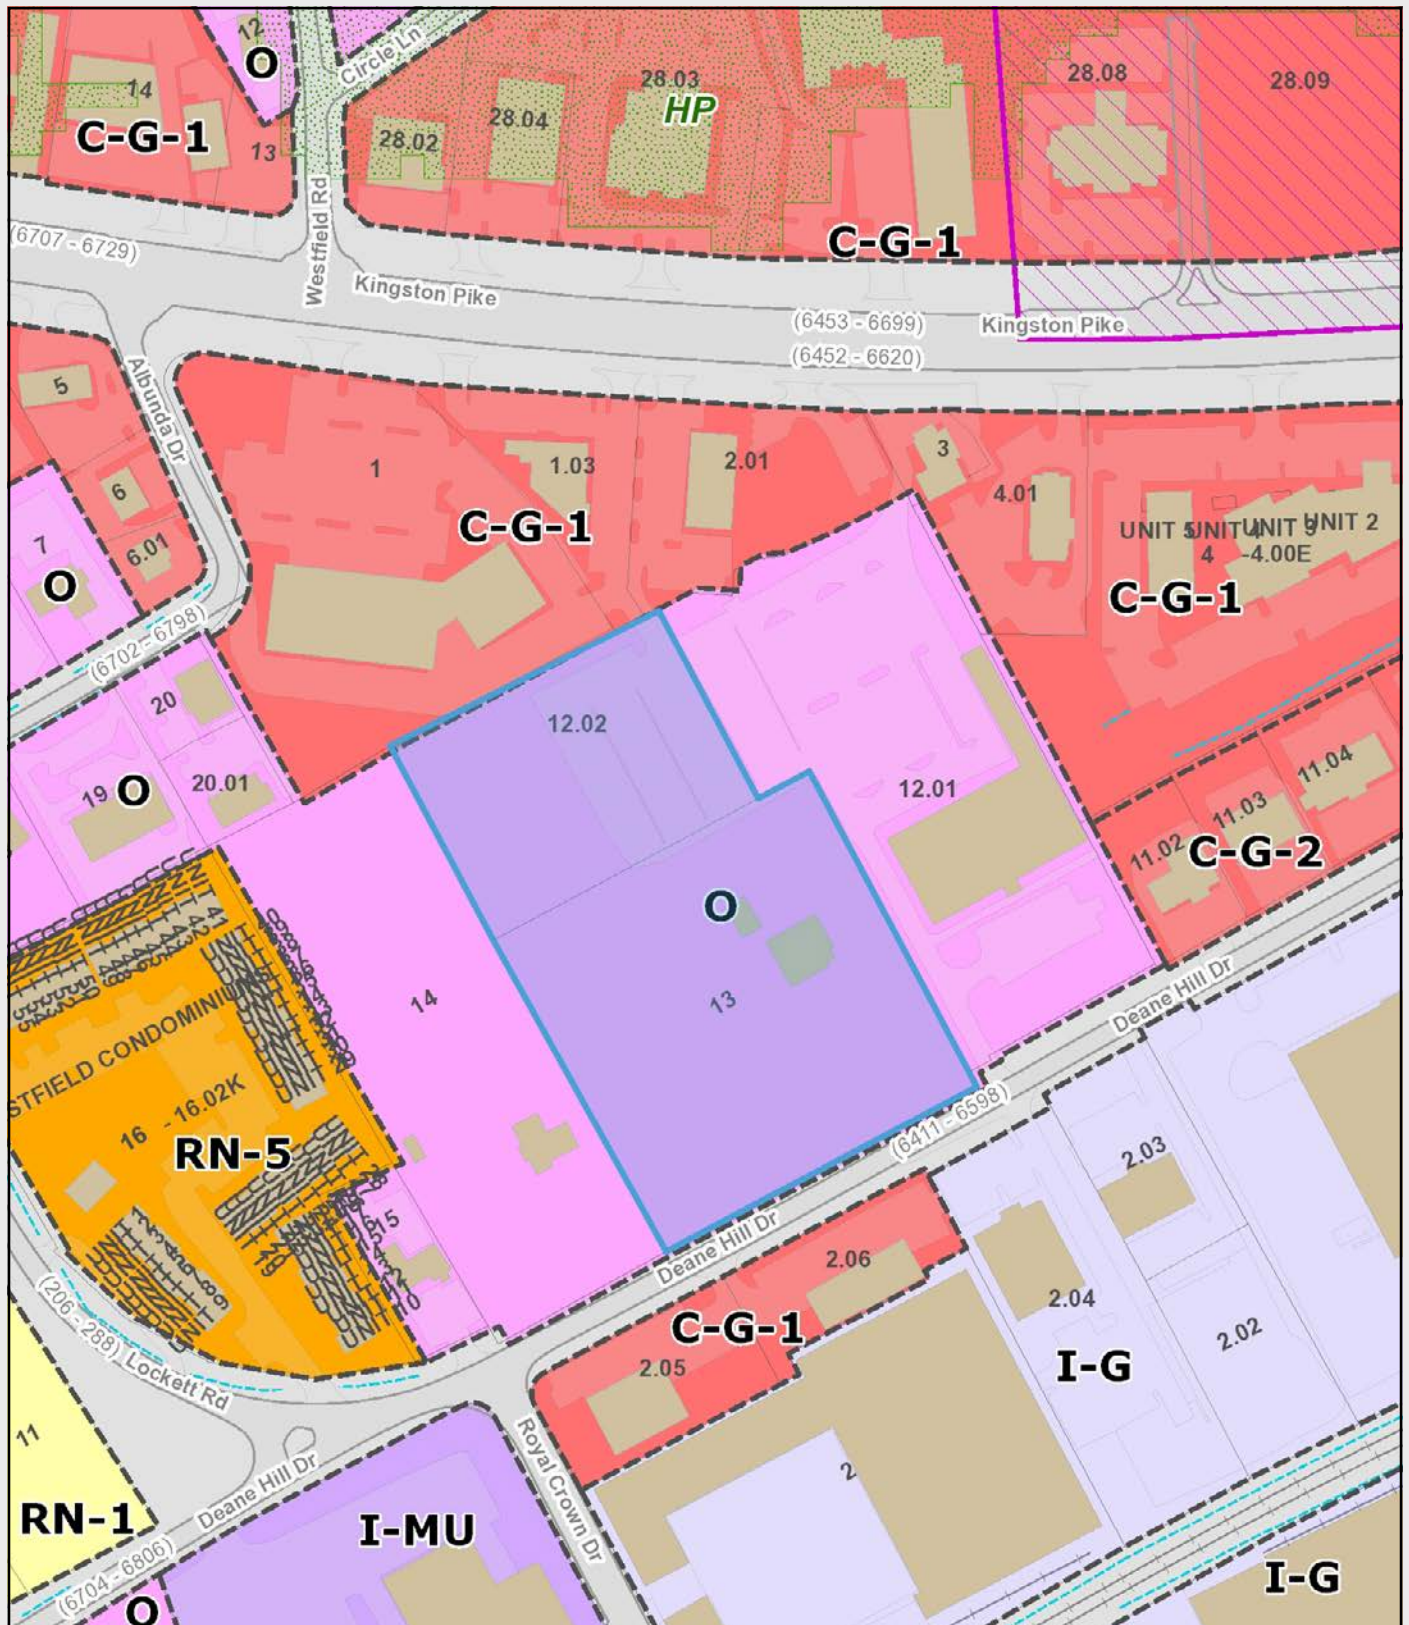 12
O
Circle Ln
14
C-G-1
13
28.02
28.04
28.03
HP
28.08
28.09
C-G-1
(6707 - 6729)
Westfield Rd
Kingston Pike
(6453 - 6699)
Kingston Pike
(6452 - 6620)
5
Albunda Dr
6
6.01
7
O
(6702 - 6798)
1
1.03
2.01
3
4.01
C-G-1
UNIT 2
4
-4.00E
C-G-1
20
19
O
20.01
12.02
12.01
11.04
11.03
11.02
C-G-2
O
13
14
Deane Hill Dr
STFIELD CONDOMINIUMS
16 - 16.02K
RN-5
15
(6411 - 6598)
Deane Hill Dr
2.03
2.06
2.04
2.02
C-G-1
I-G
2.05
(206 - 288)
Lockett Rd
11
RN-1
Deane Hill Dr
(6704 - 6806)
O
I-MU
Royal Crown Dr
2
I-G